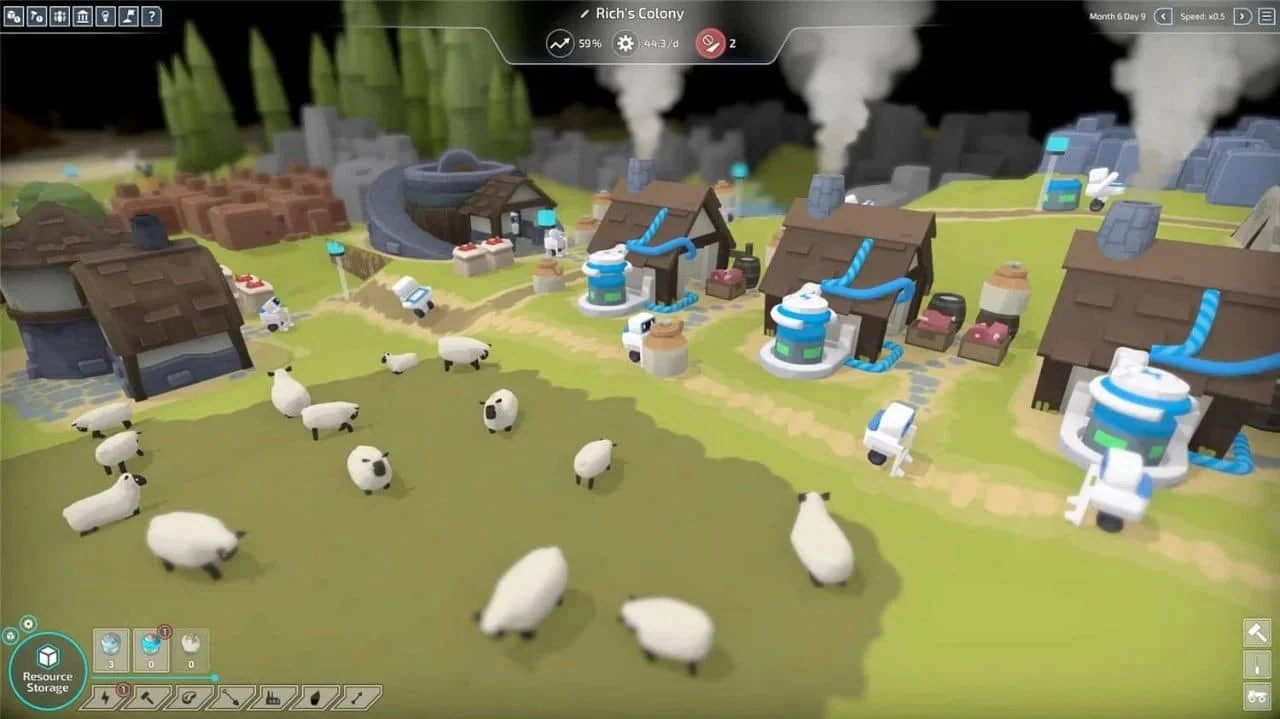 ?
Rich's Colony
Month 6 Day 9
Speed: x0.5
59%
44.3/d
2
1
3
0
0
Resource
Storage
1